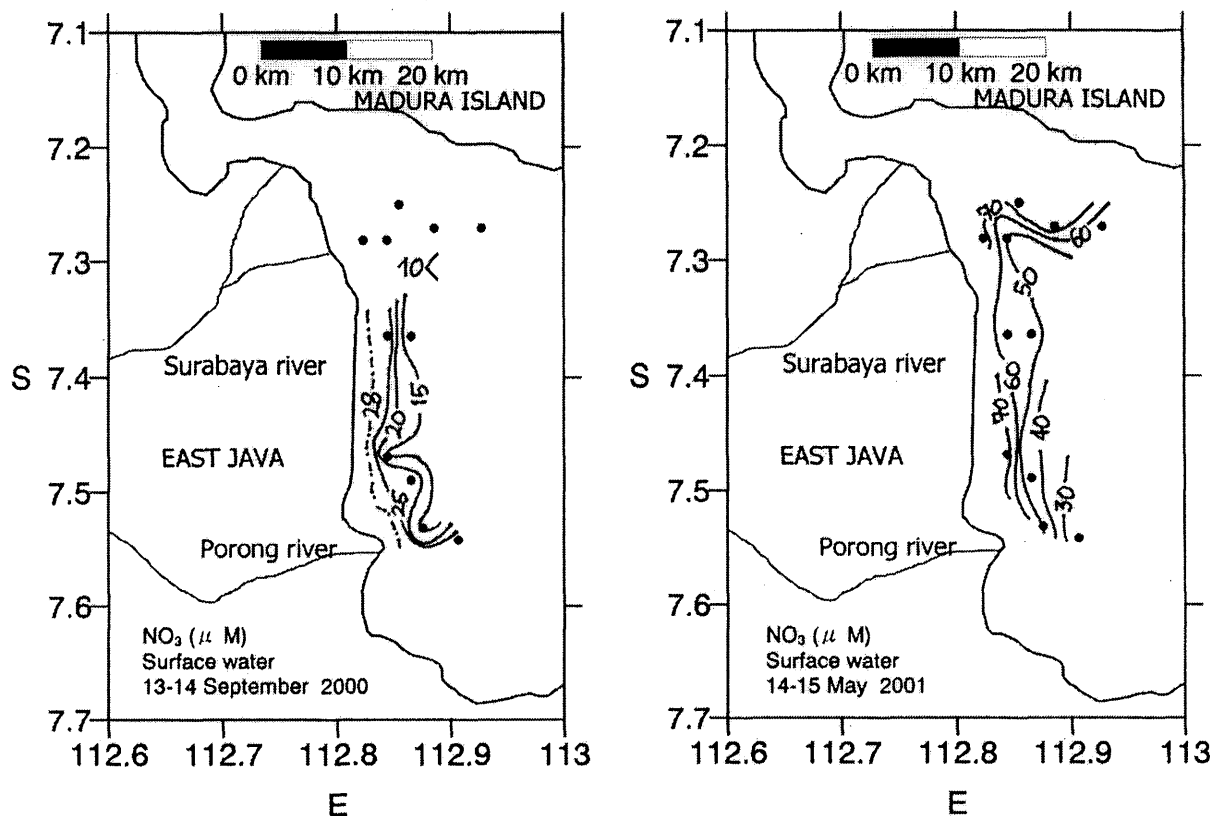 7.1
7.2
7.3
S 7.4
7.5
7.6
7.7
112.6 112.7 112.8 112.9 113
E
0 km 10 km 20 km
MADURA ISLAND
10<
Surabaya river
28
20
15
EAST JAVA
25
Porong river
NO₃ (μ M)
Surface water
13-14 September 2000
7.1
7.2
7.3
S 7.4
7.5
7.6
7.7
112.6 112.7 112.8 112.9 113
E
0 km 10 km 20 km
MADURA ISLAND
70
60
50
Surabaya river
60
70
40
EAST JAVA
30
Porong river
NO₃ (μ M)
Surface water
14-15 May 2001